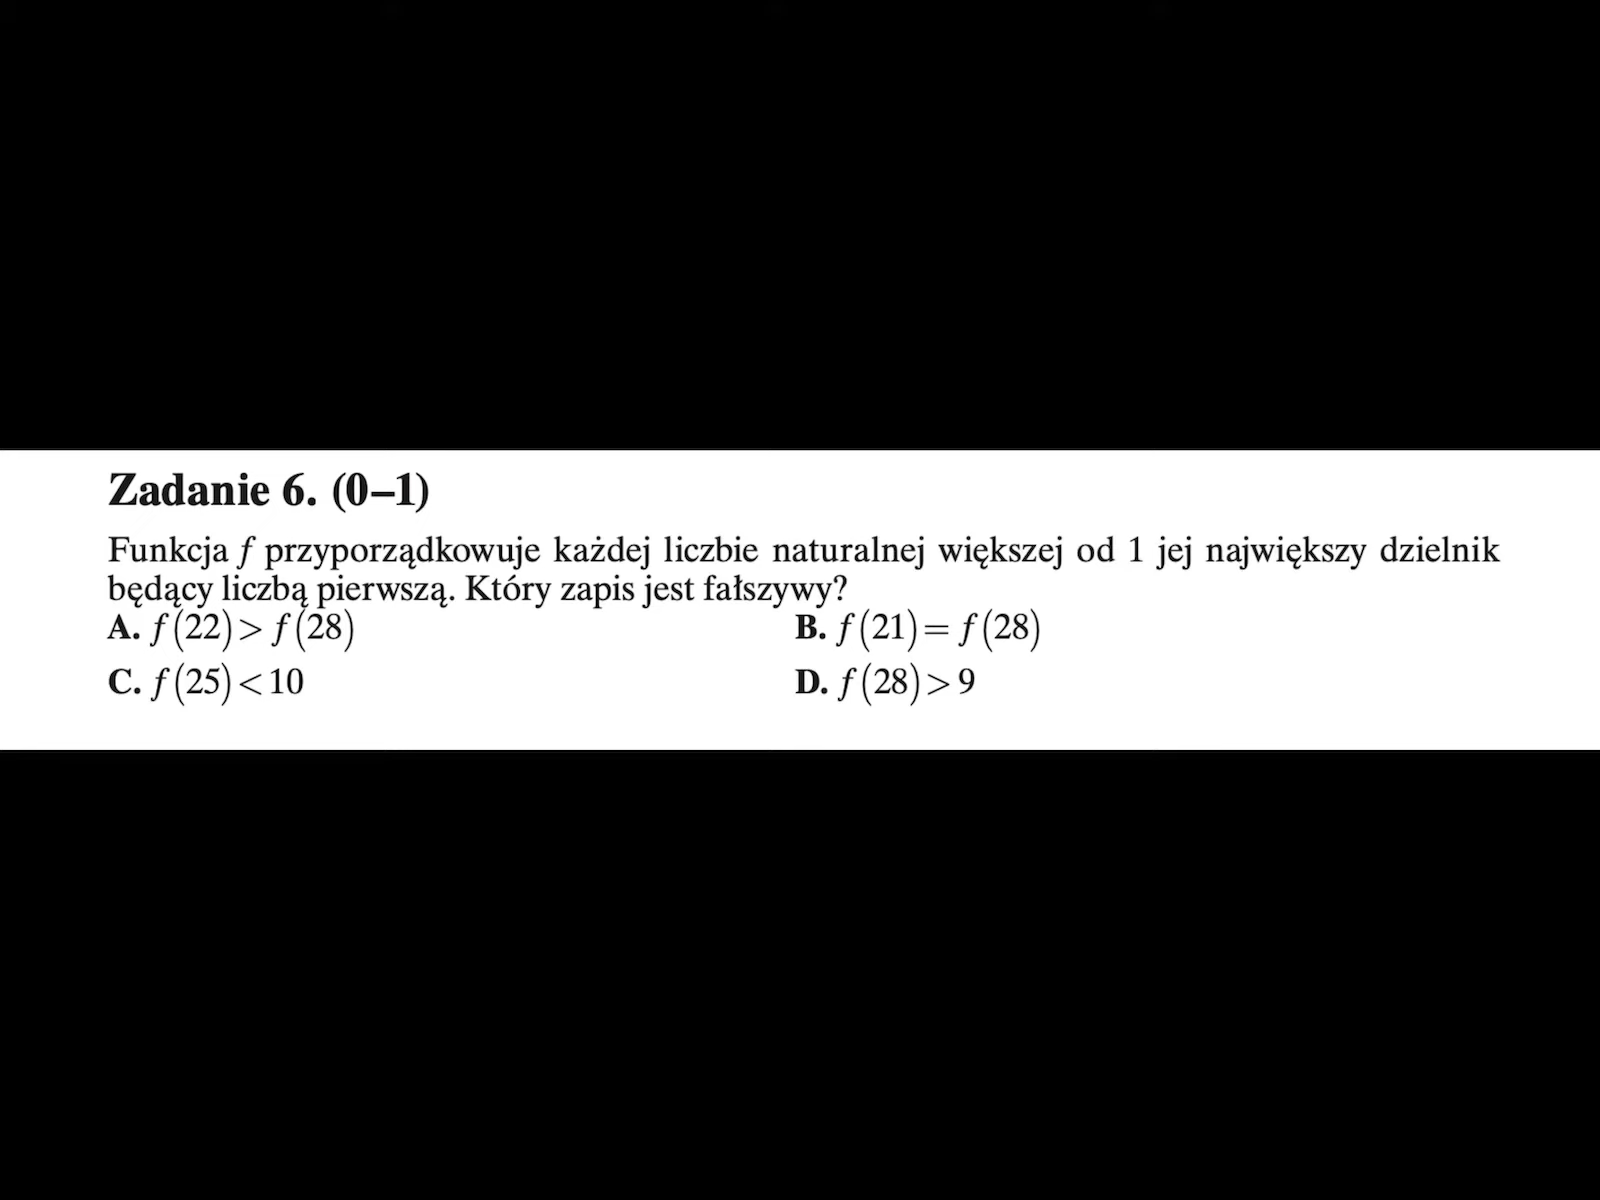 Zadanie 6. (0–1)
Funkcja f przyporządkowuje każdej liczbie naturalnej większej od 1 jej największy dzielnik
będący liczbą pierwszą. Który zapis jest fałszywy?
A. f(22) > f(28) B. f(21) = f(28)
C. f(25) < 10 D. f(28) > 9